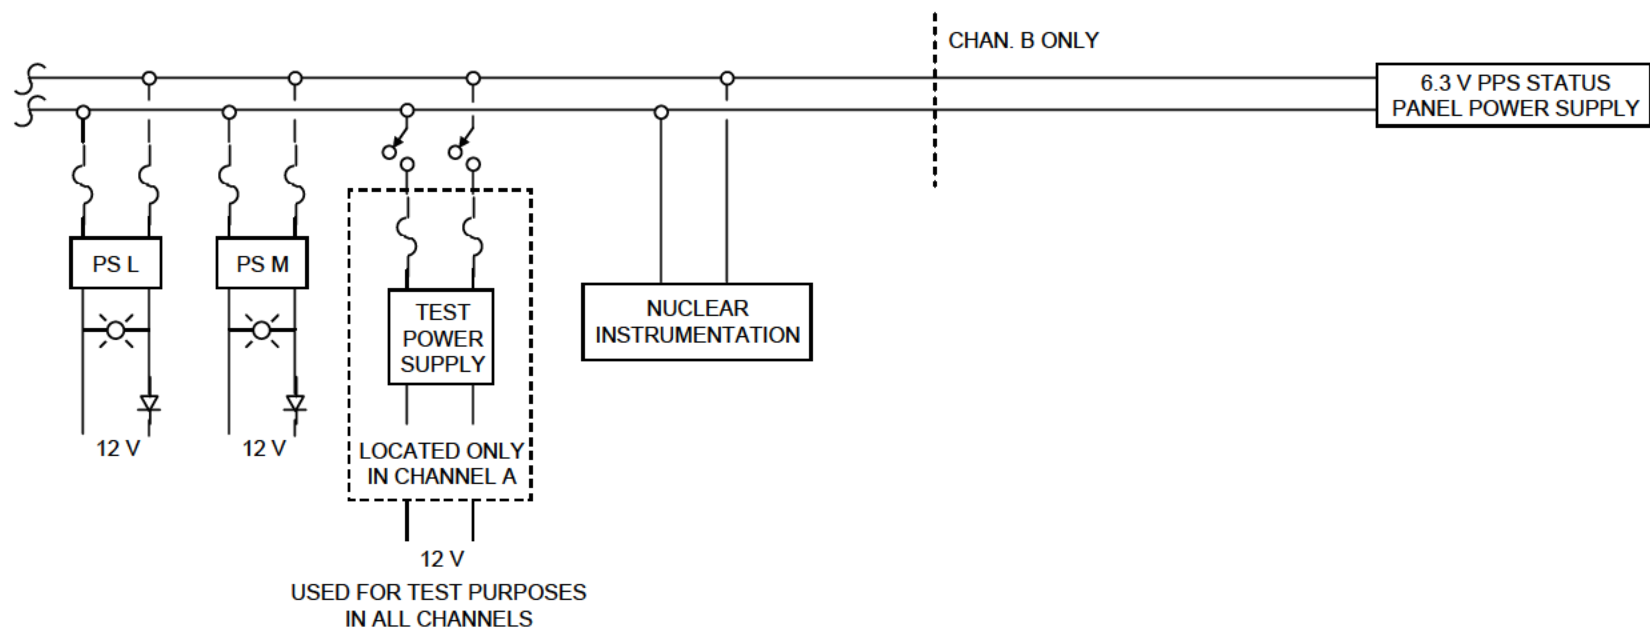 CHAN. B ONLY
6.3 V PPS STATUS
PANEL POWER SUPPLY
PS L
PS M
TEST
POWER
SUPPLY
NUCLEAR
INSTRUMENTATION
12 V
12 V
LOCATED ONLY
IN CHANNEL A
12 V
USED FOR TEST PURPOSES
IN ALL CHANNELS